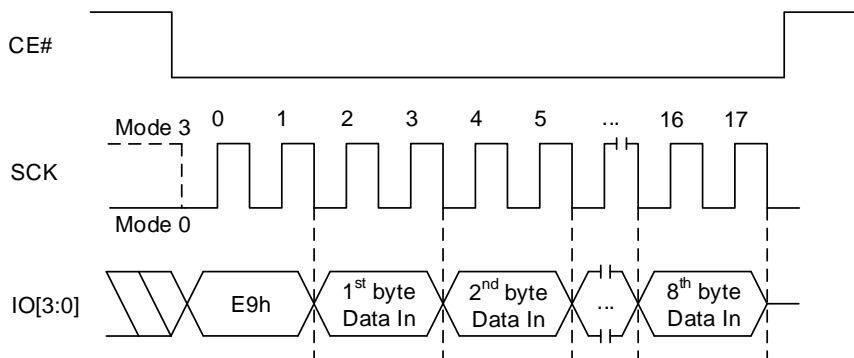 CE#
0 1 2 3 4 5 ... 16 17
Mode 3
SCK
Mode 0
IO[3:0]
E9h
1st byte
Data In
2nd byte
Data In
...
8th byte
Data In